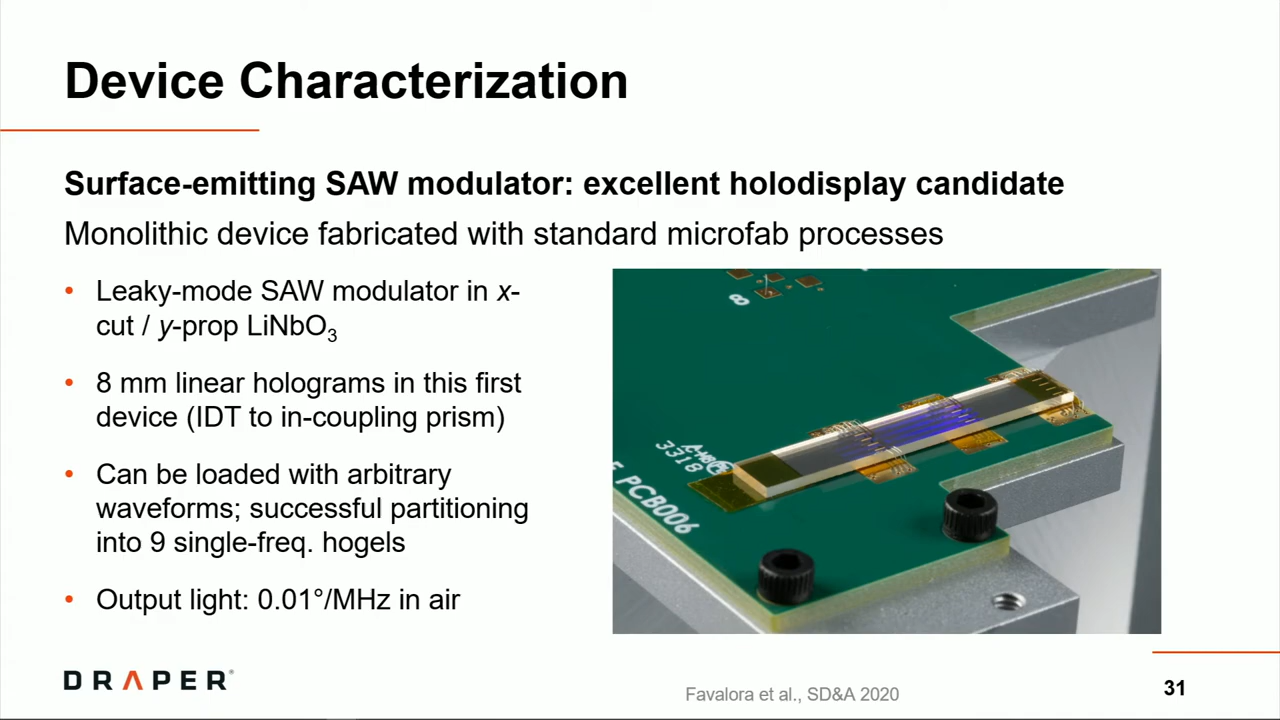 Device Characterization
Surface-emitting SAW modulator: excellent holodisplay candidate
Monolithic device fabricated with standard microfab processes
• Leaky-mode SAW modulator in x-
cut / y-prop LiNbO3
• 8 mm linear holograms in this first
device (IDT to in-coupling prism)
• Can be loaded with arbitrary
waveforms; successful partitioning
into 9 single-freq. hogels
• Output light: 0.01°/MHz in air
3318
PCB006
DRAPER®
Favalora et al., SD&A 2020
31